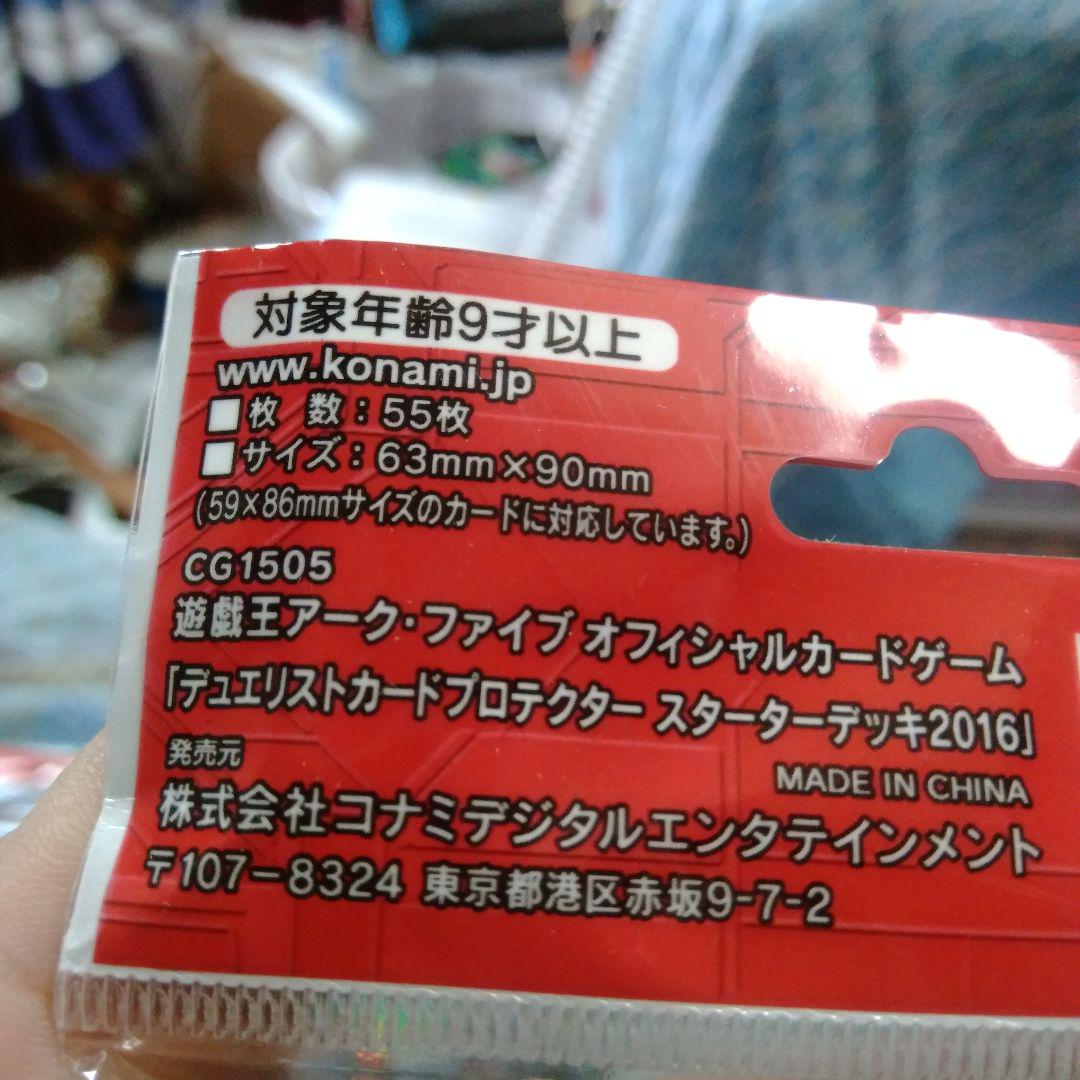 対象年齢9才以上
www.konami.jp
■枚 数：55枚
■サイズ：63mm×90mm
(59×86mmサイズのカードに対応しています。)
CG1505
遊戯王アーク・ファイブ オフィシャルカードゲーム
「デュエリストカードプロテクター スターターデッキ2016」
MADE IN CHINA
発売元
株式会社コナミデジタルエンタテインメント
〒107-8324 東京都港区赤坂9-7-2